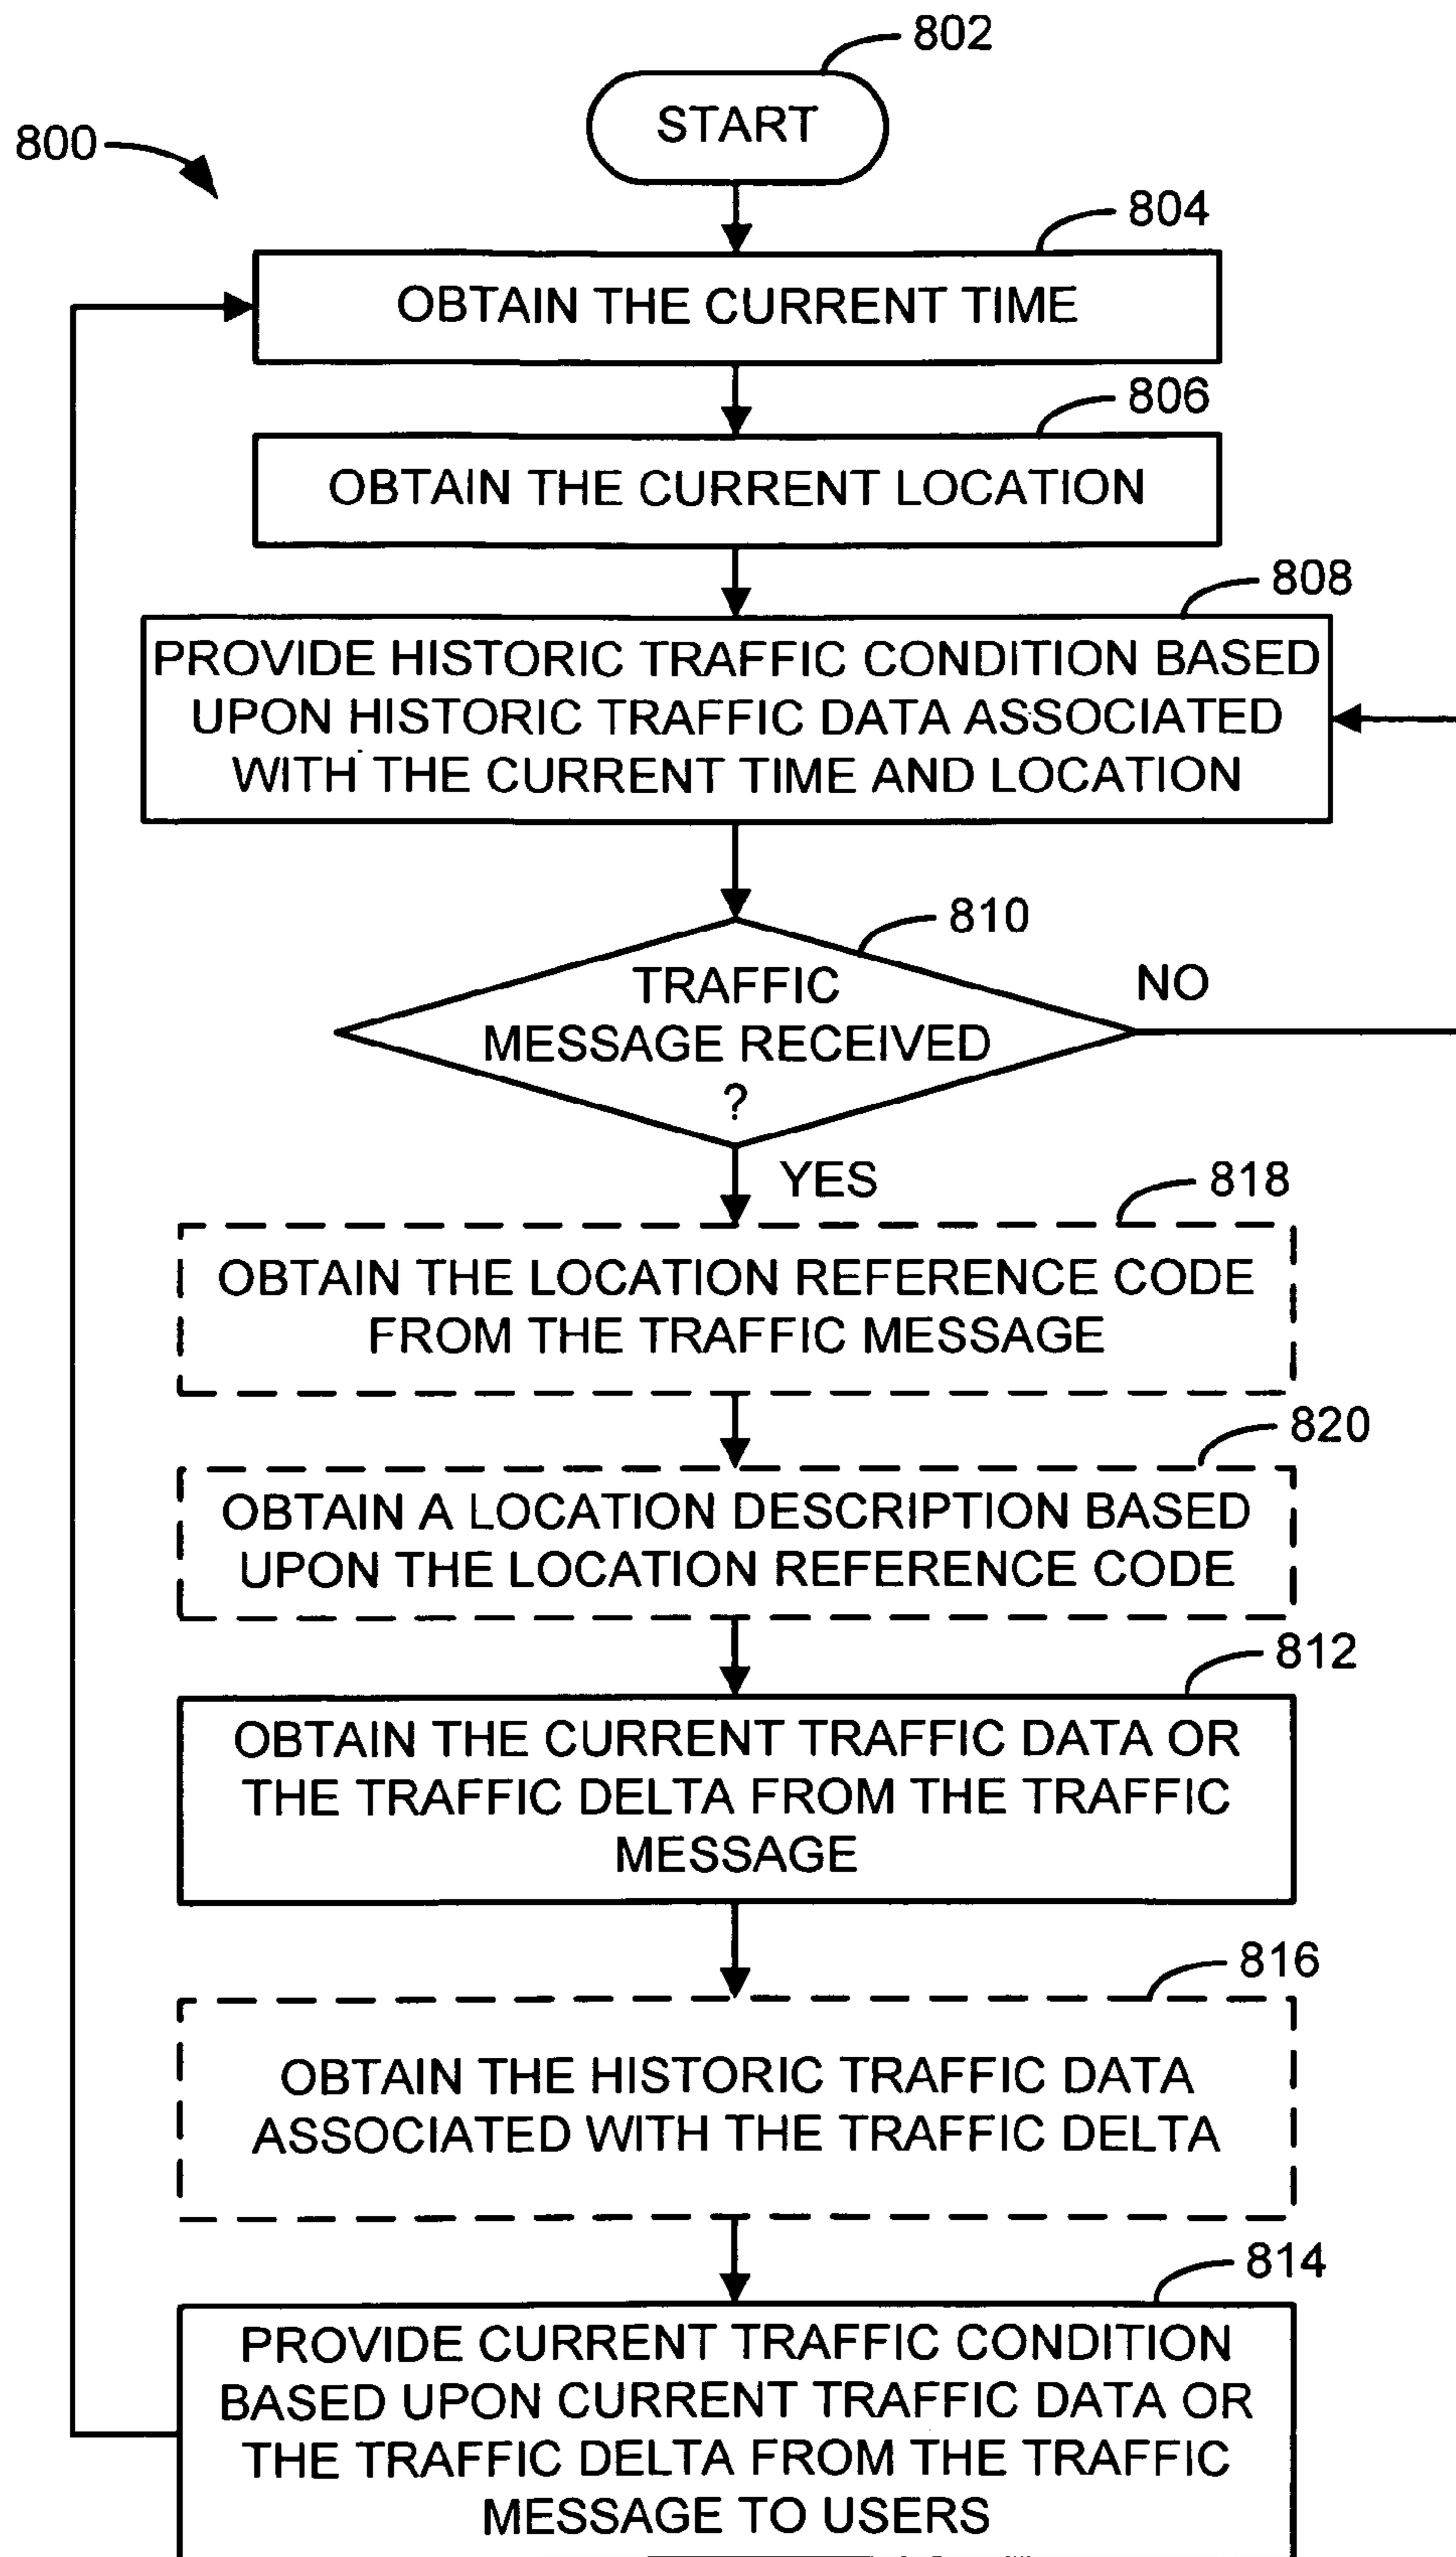 802
START
800
804
OBTAIN THE CURRENT TIME
806
OBTAIN THE CURRENT LOCATION
808
PROVIDE HISTORIC TRAFFIC CONDITION BASED
UPON HISTORIC TRAFFIC DATA ASSOCIATED
WITH THE CURRENT TIME AND LOCATION
810
TRAFFIC
MESSAGE RECEIVED
?
NO
YES
818
OBTAIN THE LOCATION REFERENCE CODE
FROM THE TRAFFIC MESSAGE
820
OBTAIN A LOCATION DESCRIPTION BASED
UPON THE LOCATION REFERENCE CODE
812
OBTAIN THE CURRENT TRAFFIC DATA OR
THE TRAFFIC DELTA FROM THE TRAFFIC
MESSAGE
816
OBTAIN THE HISTORIC TRAFFIC DATA
ASSOCIATED WITH THE TRAFFIC DELTA
814
PROVIDE CURRENT TRAFFIC CONDITION
BASED UPON CURRENT TRAFFIC DATA OR
THE TRAFFIC DELTA FROM THE TRAFFIC
MESSAGE TO USERS